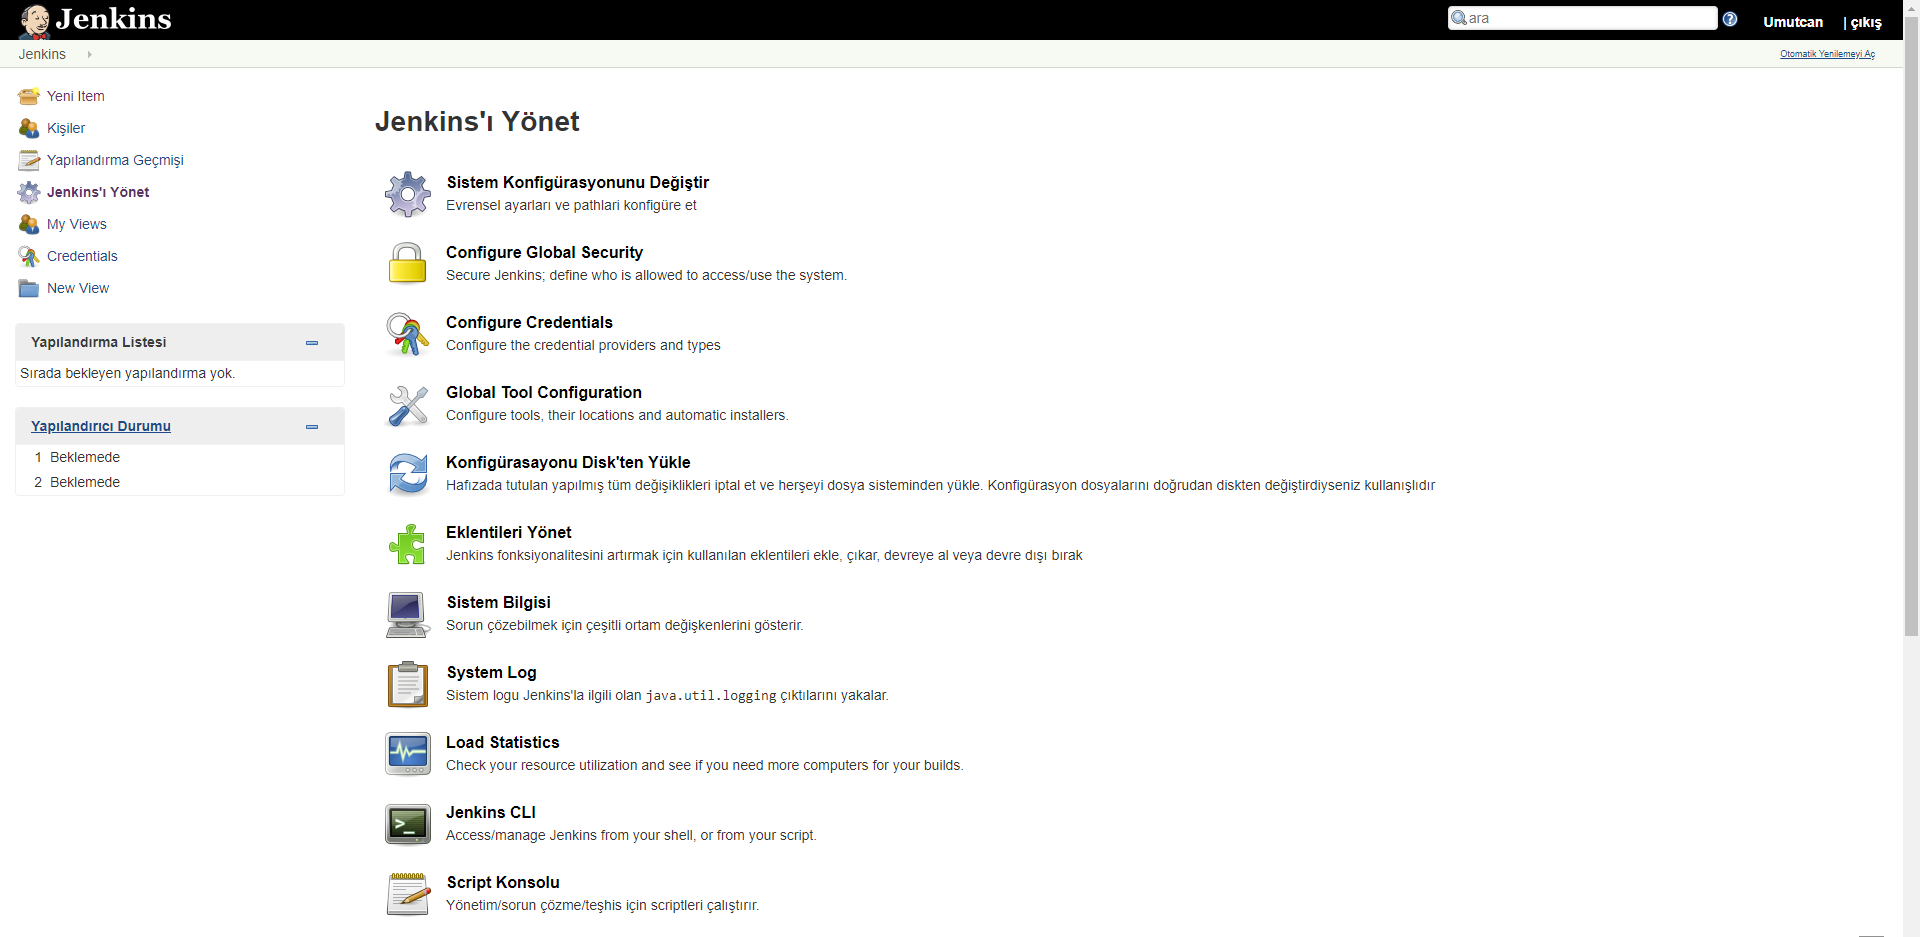 Jenkins
ara
Umutcan
| çıkış
Jenkins
Otomatik Yenilemeyi Aç
Yeni Item
Kişiler
Yapılandırma Geçmişi
Jenkins'ı Yönet
My Views
Credentials
New View
Yapılandırma Listesi
Sırada bekleyen yapılandırma yok.
Yapılandırıcı Durumu
1 Beklemede
2 Beklemede
Jenkins'ı Yönet
Sistem Konfigürasyonunu Değiştir
Evrensel ayarları ve pathlari konfigüre et
Configure Global Security
Secure Jenkins; define who is allowed to access/use the system.
Configure Credentials
Configure the credential providers and types
Global Tool Configuration
Configure tools, their locations and automatic installers.
Konfigürasayonu Disk'ten Yükle
Hafızada tutulan yapılmış tüm değişiklikleri iptal et ve herşeyi dosya sisteminden yükle. Konfigürasyon dosyalarını doğrudan diskten değiştirdiyseniz kullanışlıdır
Eklentileri Yönet
Jenkins fonksiyonalitesini artırmak için kullanılan eklentileri ekle, çıkar, devreye al veya devre dışı bırak
Sistem Bilgisi
Sorun çözebilmek için çeşitli ortam değişkenlerini gösterir.
System Log
Sistem logu Jenkins'la ilgili olan java.util.logging çıktılarını yakalar.
Load Statistics
Check your resource utilization and see if you need more computers for your builds.
Jenkins CLI
Access/manage Jenkins from your shell, or from your script.
Script Konsolu
Yönetim/sorun çözme/teşhis için scriptleri çalıştırır.